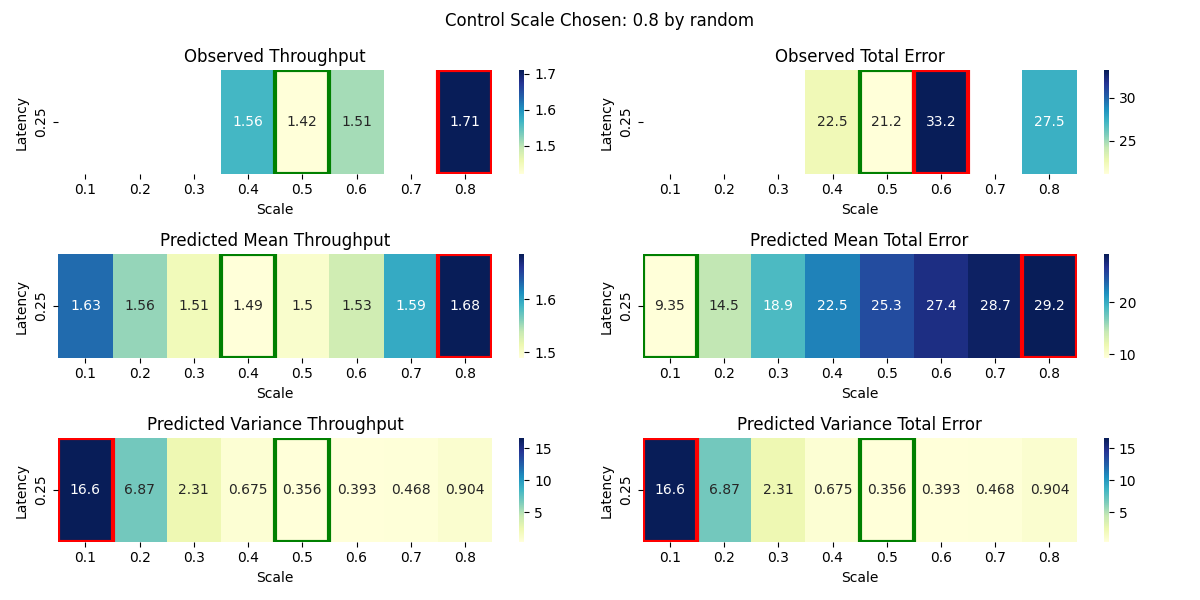 Control Scale Chosen: 0.8 by random
Observed Throughput
Latency
0.25
1.56 1.42 1.51 1.71
0.1 0.2 0.3 0.4 0.5 0.6 0.7 0.8
Scale
1.7
1.6
1.5
Observed Total Error
Latency
0.25
22.5 21.2 33.2 27.5
0.1 0.2 0.3 0.4 0.5 0.6 0.7 0.8
Scale
30
25
Predicted Mean Throughput
Latency
0.25
1.63 1.56 1.51 1.49 1.5 1.53 1.59 1.68
0.1 0.2 0.3 0.4 0.5 0.6 0.7 0.8
Scale
1.6
1.5
Predicted Mean Total Error
Latency
0.25
9.35 14.5 18.9 22.5 25.3 27.4 28.7 29.2
0.1 0.2 0.3 0.4 0.5 0.6 0.7 0.8
Scale
20
10
Predicted Variance Throughput
Latency
0.25
16.6 6.87 2.31 0.675 0.356 0.393 0.468 0.904
0.1 0.2 0.3 0.4 0.5 0.6 0.7 0.8
Scale
15
10
5
Predicted Variance Total Error
Latency
0.25
16.6 6.87 2.31 0.675 0.356 0.393 0.468 0.904
0.1 0.2 0.3 0.4 0.5 0.6 0.7 0.8
Scale
15
10
5